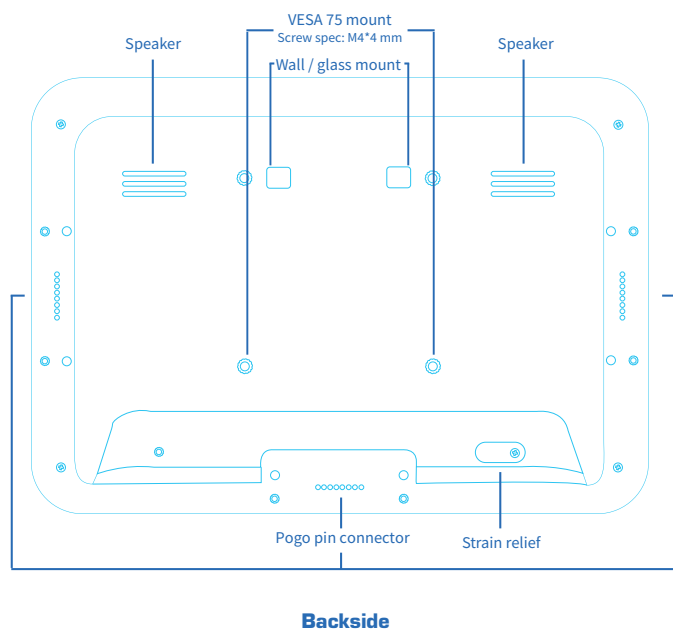 VESA 75 mount
Screw spec: M4*4 mm
Speaker
Speaker
Wall / glass mount
Pogo pin connector
Strain relief
Backside